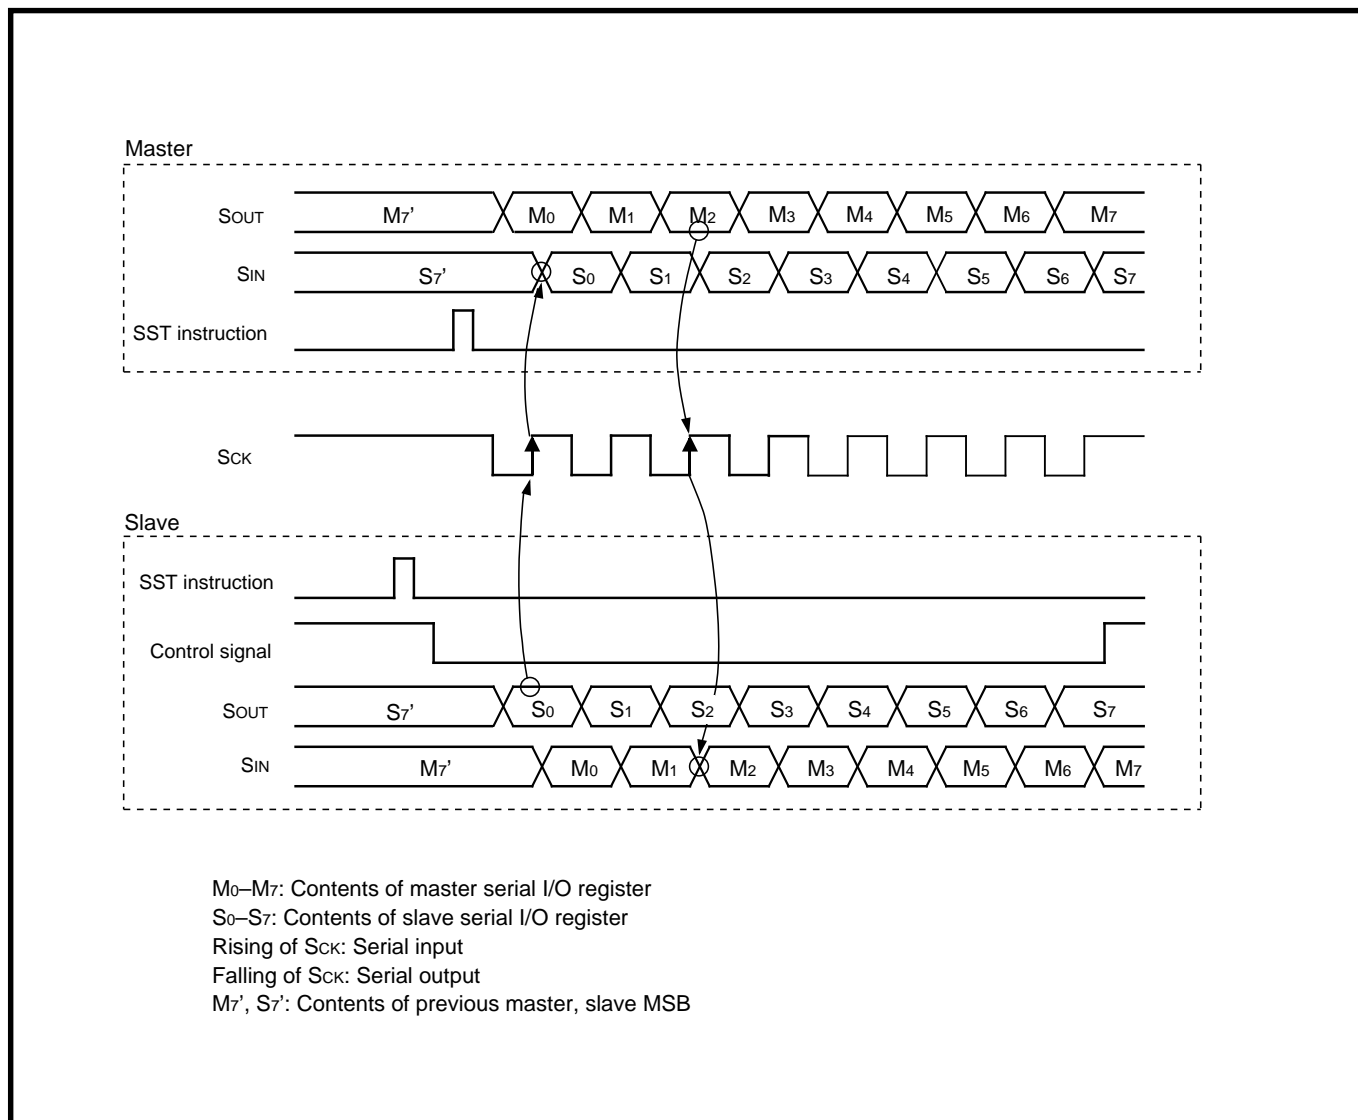 Master
SOUT M7’ M0 M1 M2 M3 M4 M5 M6 M7
SIN S7’ S0 S1 S2 S3 S4 S5 S6 S7
SST instruction
SCK
Slave
SST instruction
Control signal
SOUT S7’ S0 S1 S2 S3 S4 S5 S6 S7
SIN M7’ M0 M1 M2 M3 M4 M5 M6 M7
M0–M7: Contents of master serial I/O register
S0–S7: Contents of slave serial I/O register
Rising of SCK: Serial input
Falling of SCK: Serial output
M7’, S7’: Contents of previous master, slave MSB